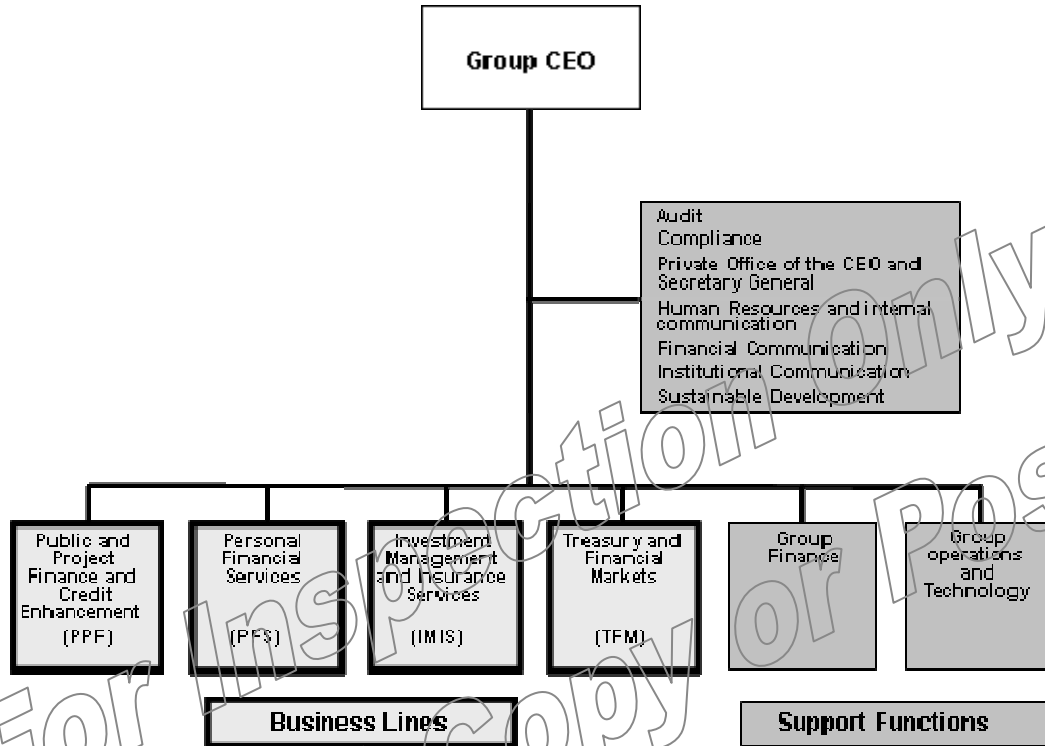 Group CEO
Audit
Compliance
Private Office of the CEO and
Secretary General
Human Resources and internal
communication
Financial Communication
Institutional Communication
Sustainable Development
Public and
Project
Finance and
Credit
Enhancement
(PPF)
Personal
Financial
Services
(PFS)
Investment
Management
and Insurance
Services
(IMIS)
Treasury and
Financial
Markets
(TFM)
Group
Finance
Group
operations
and
Technology
Business Lines
Support Functions
For Inspection Only
Copy or Pos